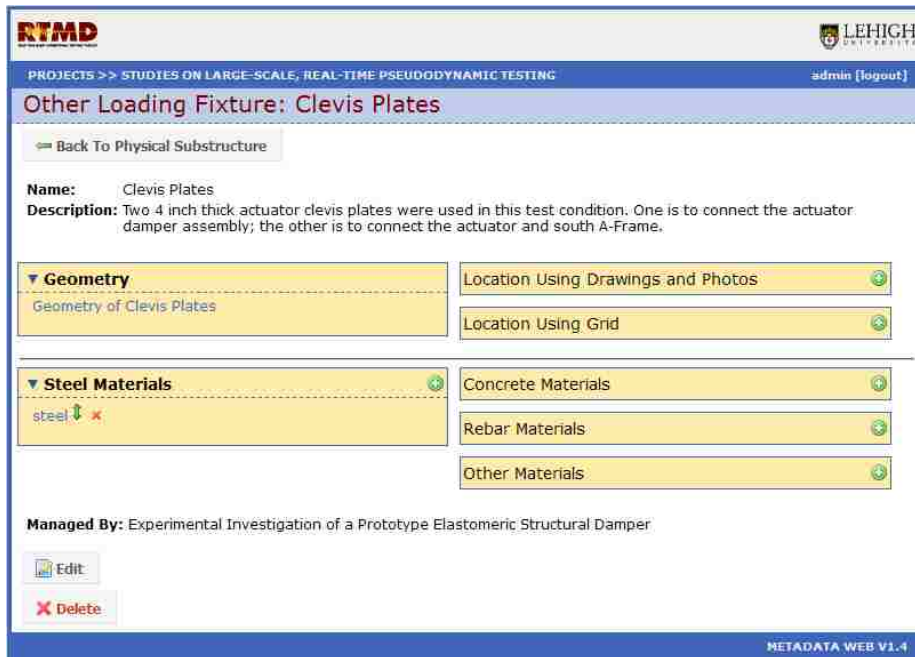 RTMD
LEHIGH
UNIVERSITY
PROJECTS >> STUDIES ON LARGE-SCALE, REAL-TIME PSEUDODYNAMIC TESTING
admin [logout]
Other Loading Fixture: Clevis Plates
Back To Physical Substructure
Name: Clevis Plates
Description: Two 4 inch thick actuator clevis plates were used in this test condition. One is to connect the actuator
damper assembly; the other is to connect the actuator and south A-Frame.
Geometry
Geometry of Clevis Plates
Location Using Drawings and Photos
Location Using Grid
Steel Materials
steel
Concrete Materials
Rebar Materials
Other Materials
Managed By: Experimental Investigation of a Prototype Elastomeric Structural Damper
Edit
Delete
METADATA WEB V1.4